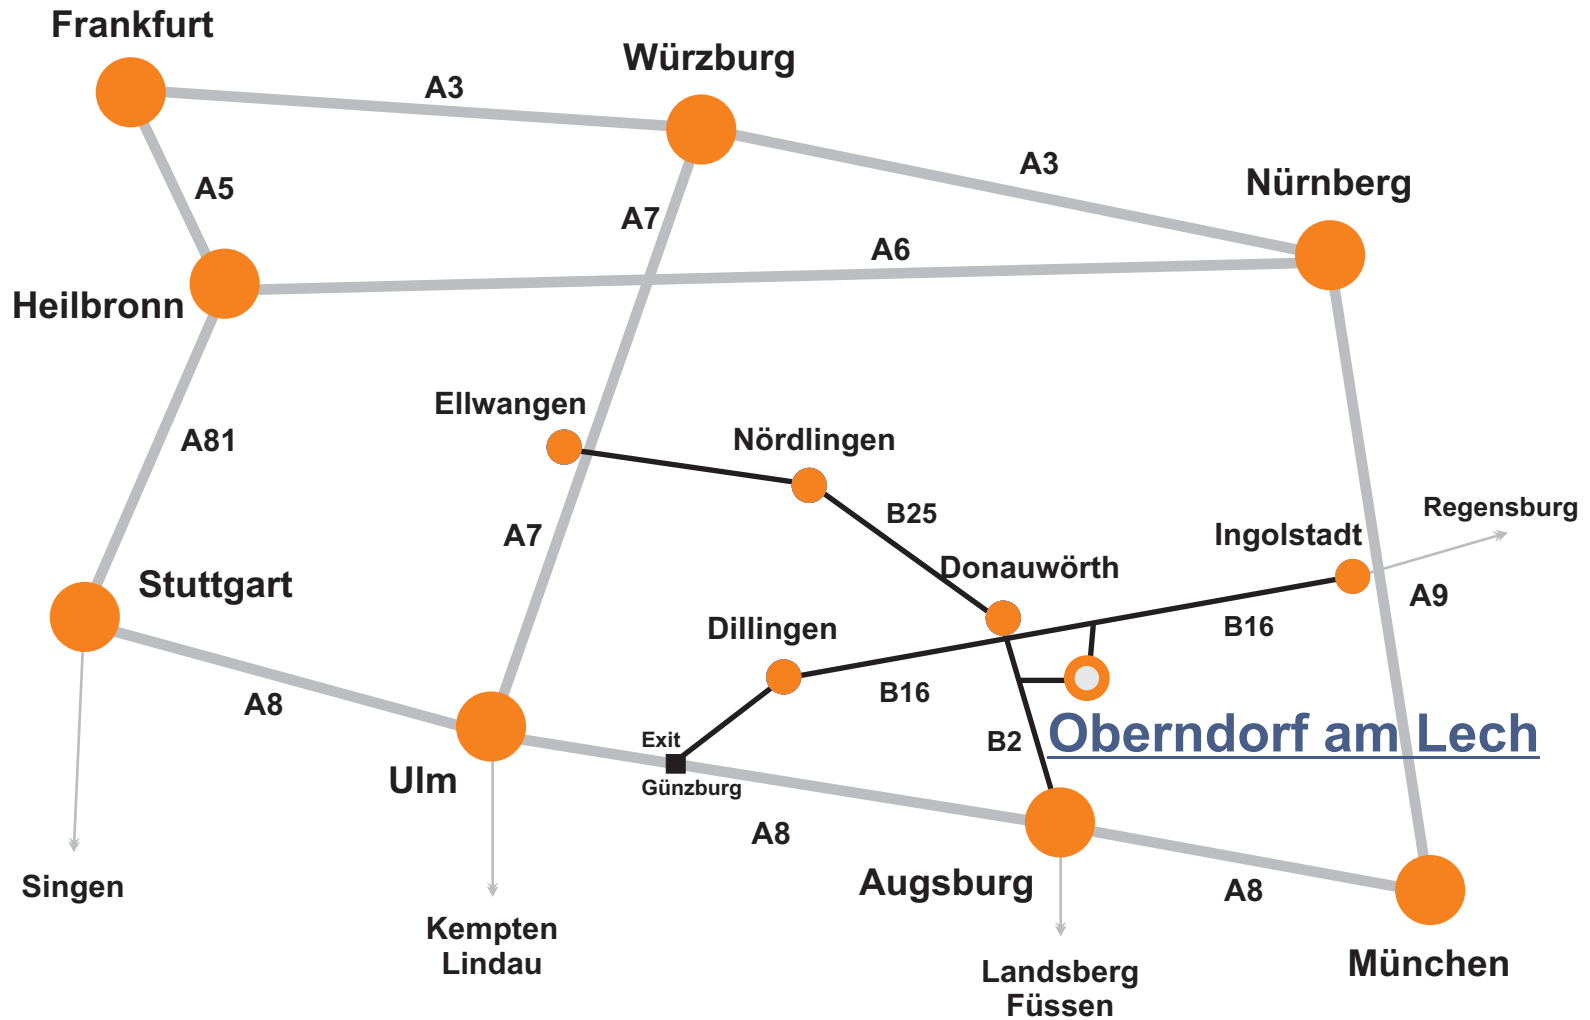 Frankfurt
Würzburg
A3
A3
Nürnberg
A5
A7
A6
Heilbronn
Ellwangen
Nördlingen
A81
Regensburg
B25
Ingolstadt
A7
Donauwörth
Stuttgart
A9
Dillingen
B16
B16
A8
Exit
B2
Oberndorf am Lech
Ulm
Günzburg
A8
Singen
Augsburg
A8
Kempten
Lindau
München
Landsberg
Füssen